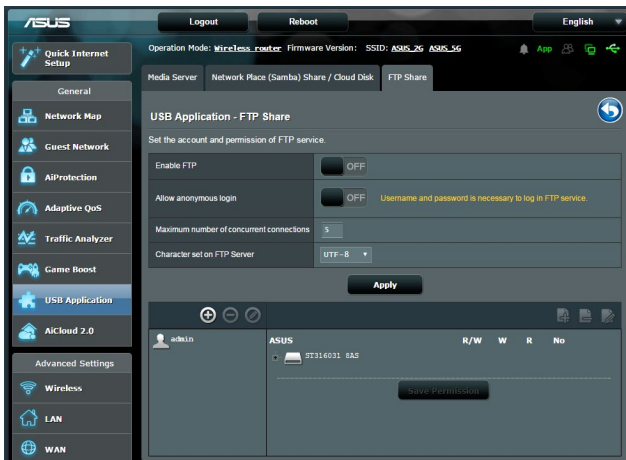 ASUS
Logout
Reboot
English
Quick Internet
Setup
Operation Mode: Wireless router Firmware Version: SSID: ASUS_2G ASUS_5G
App
Media Server
Network Place (Samba) Share / Cloud Disk
FTP Share
General
Network Map
Guest Network
AiProtection
Adaptive QoS
Traffic Analyzer
Game Boost
USB Application
AiCloud 2.0
Advanced Settings
Wireless
LAN
WAN
USB Application - FTP Share
Set the account and permission of FTP service.
Enable FTP
OFF
Allow anonymous login
OFF
Username and password is necessary to log in FTP service.
Maximum number of concurrent connections
5
Character set on FTP Server
UTF-8
Apply
admin
ASUS
R/W
W
R
No
ST316031 8AS
Save Permission